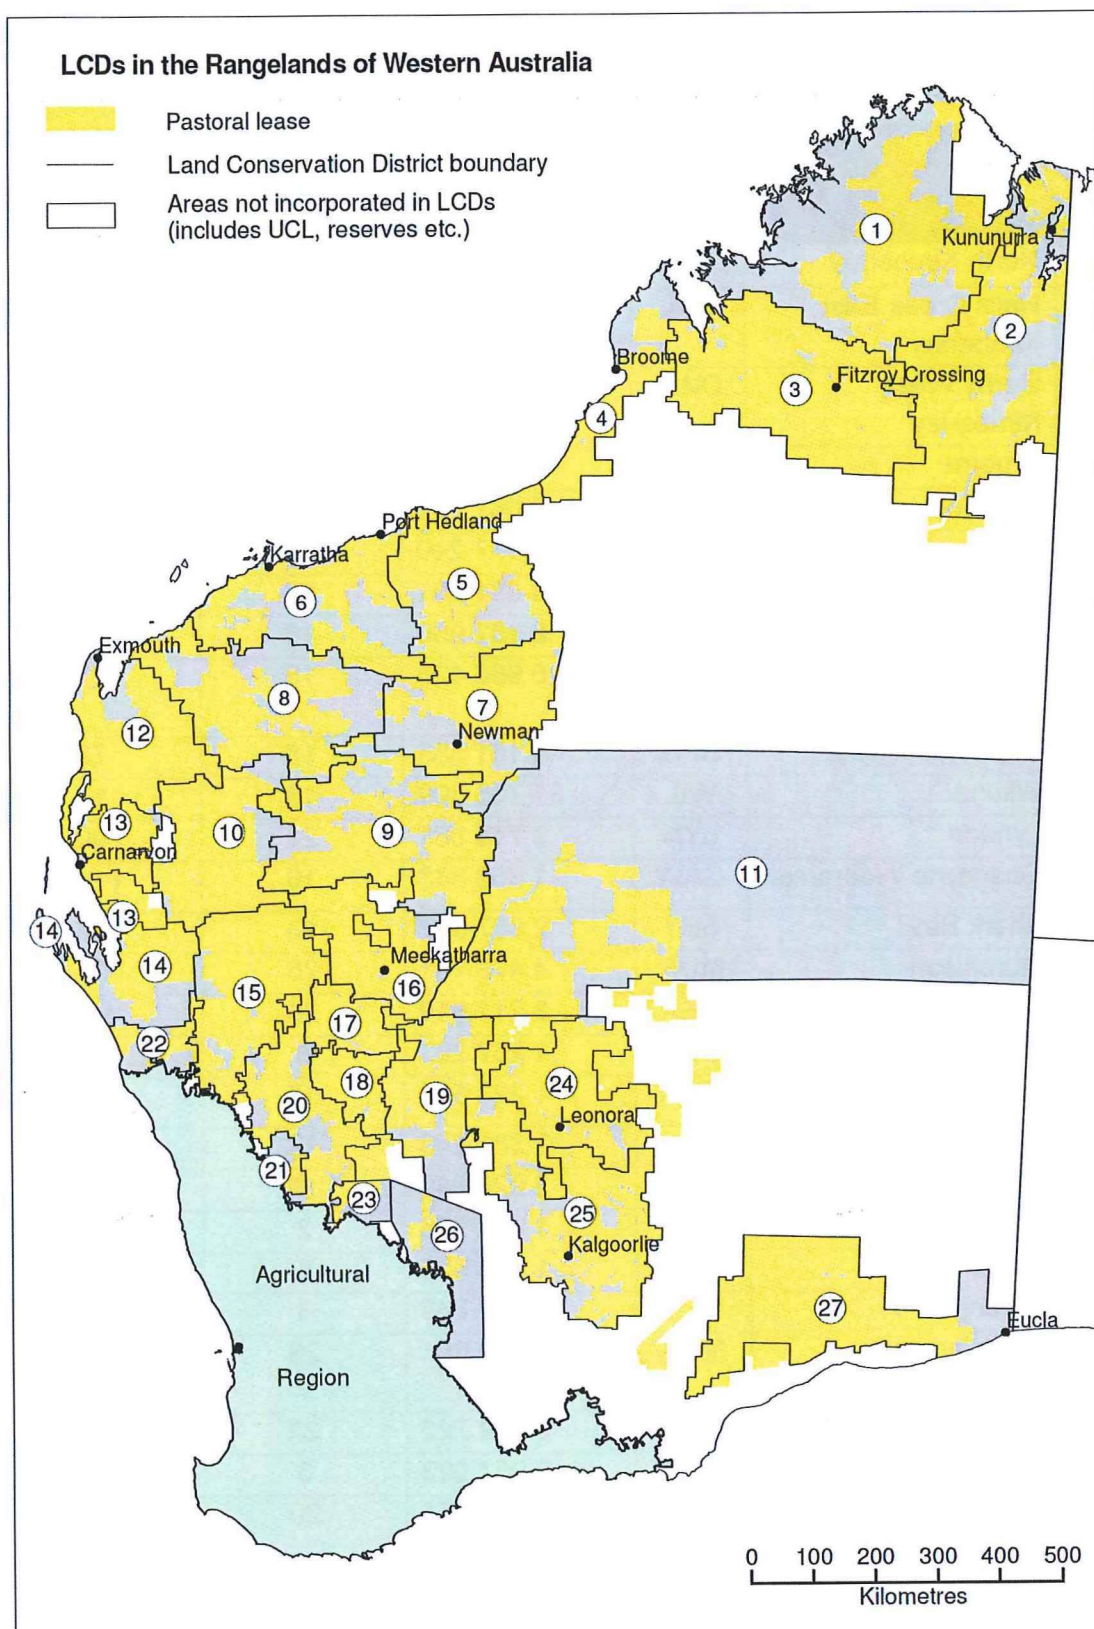 LCDs in the Rangelands of Western Australia
Pastoral lease
Land Conservation District boundary
Areas not incorporated in LCDs
(includes UCL, reserves etc.)
1
Kununurra
2
Broome
3
Fitzroy Crossing
4
Port Hedland
Karratha
5
6
Exmouth
8
7
12
Newman
13
10
9
Carnarvon
11
13
14
14
Meekatharra
15
16
17
22
18
24
19
20
Leonora
21
23
25
26
Kalgoorlie
Agricultural
27
Eucla
Region
0 100 200 300 400 500
Kilometres